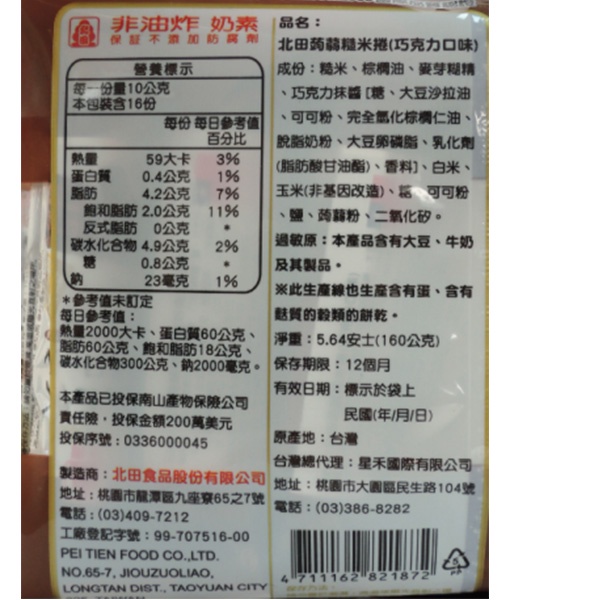 非油炸 奶素
保証不添加防腐劑
營養標示
每一份量10公克
本包裝含16份
每份 每日參考值
百分比
熱量 59大卡 3%
蛋白質 0.4公克 1%
脂肪 4.2公克 7%
飽和脂肪 2.0公克 11%
反式脂肪 0公克 *
碳水化合物 4.9公克 2%
糖 0.8公克 *
鈉 23毫克 1%
*參考值未訂定
每日參考值：
熱量2000大卡、蛋白質60公克、
脂肪60公克、飽和脂肪18公克、
碳水化合物300公克、鈉2000毫克。
本產品已投保南山產物保險公司
責任險，投保金額200萬美元
投保序號：0336000045
製造商：北田食品股份有限公司
地址：桃園市龍潭區九座寮65之7號
電話：(03)409-7212
工廠登記字號：99-707516-00
PEI TIEN FOOD CO.,LTD.
NO.65-7, JIOUZUOLIAO,
LONGTAN DIST., TAOYUAN CITY
品名：
北田蒟蒻糙米捲(巧克力口味)
成份：糙米、棕櫚油、麥芽糊精
、巧克力抹醬〔糖、大豆沙拉油
、可可粉、完全氫化棕櫚仁油、
脫脂奶粉、大豆卵磷脂、乳化劑
(脂肪酸甘油酯)、香料〕、白米、
玉米(非基因改造)、糖、可可粉
、鹽、蒟蒻粉、二氧化矽。
過敏原：本產品含有大豆、牛奶
及其製品。
※此生產線也生產含有蛋、含有
麩質的穀類的餅乾。
淨重：5.64安士(160公克)
保存期限：12個月
有效日期：標示於袋上
民國(年/月/日)
原產地：台灣
台灣總代理：星禾國際有限公司
地址：桃園市大園區民生路104號
電話：(03)386-8282
4 711162 821872
5
PP